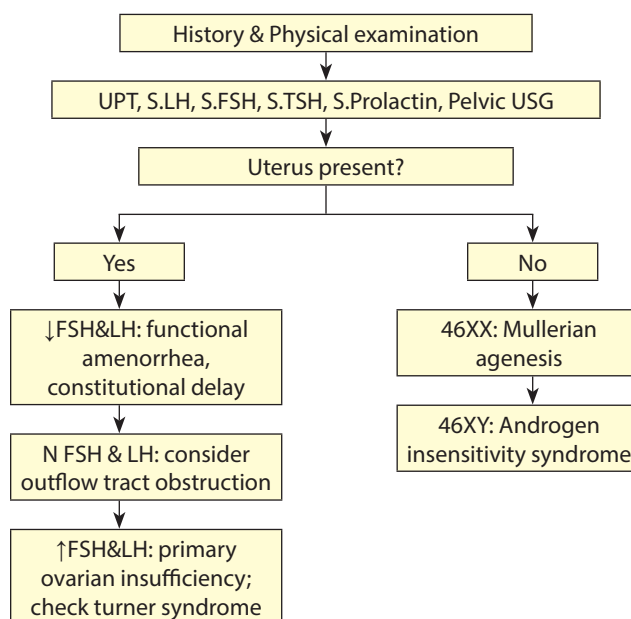 History & Physical examination
UPT, S.LH, S.FSH, S.TSH, S.Prolactin, Pelvic USG
Uterus present?
Yes
No
↓FSH&LH: functional
amenorrhea,
constitutional delay
46XX: Mullerian
agenesis
N FSH & LH: consider
outflow tract obstruction
46XY: Androgen
insensitivity syndrome
↑FSH&LH: primary
ovarian insufficiency;
check turner syndrome